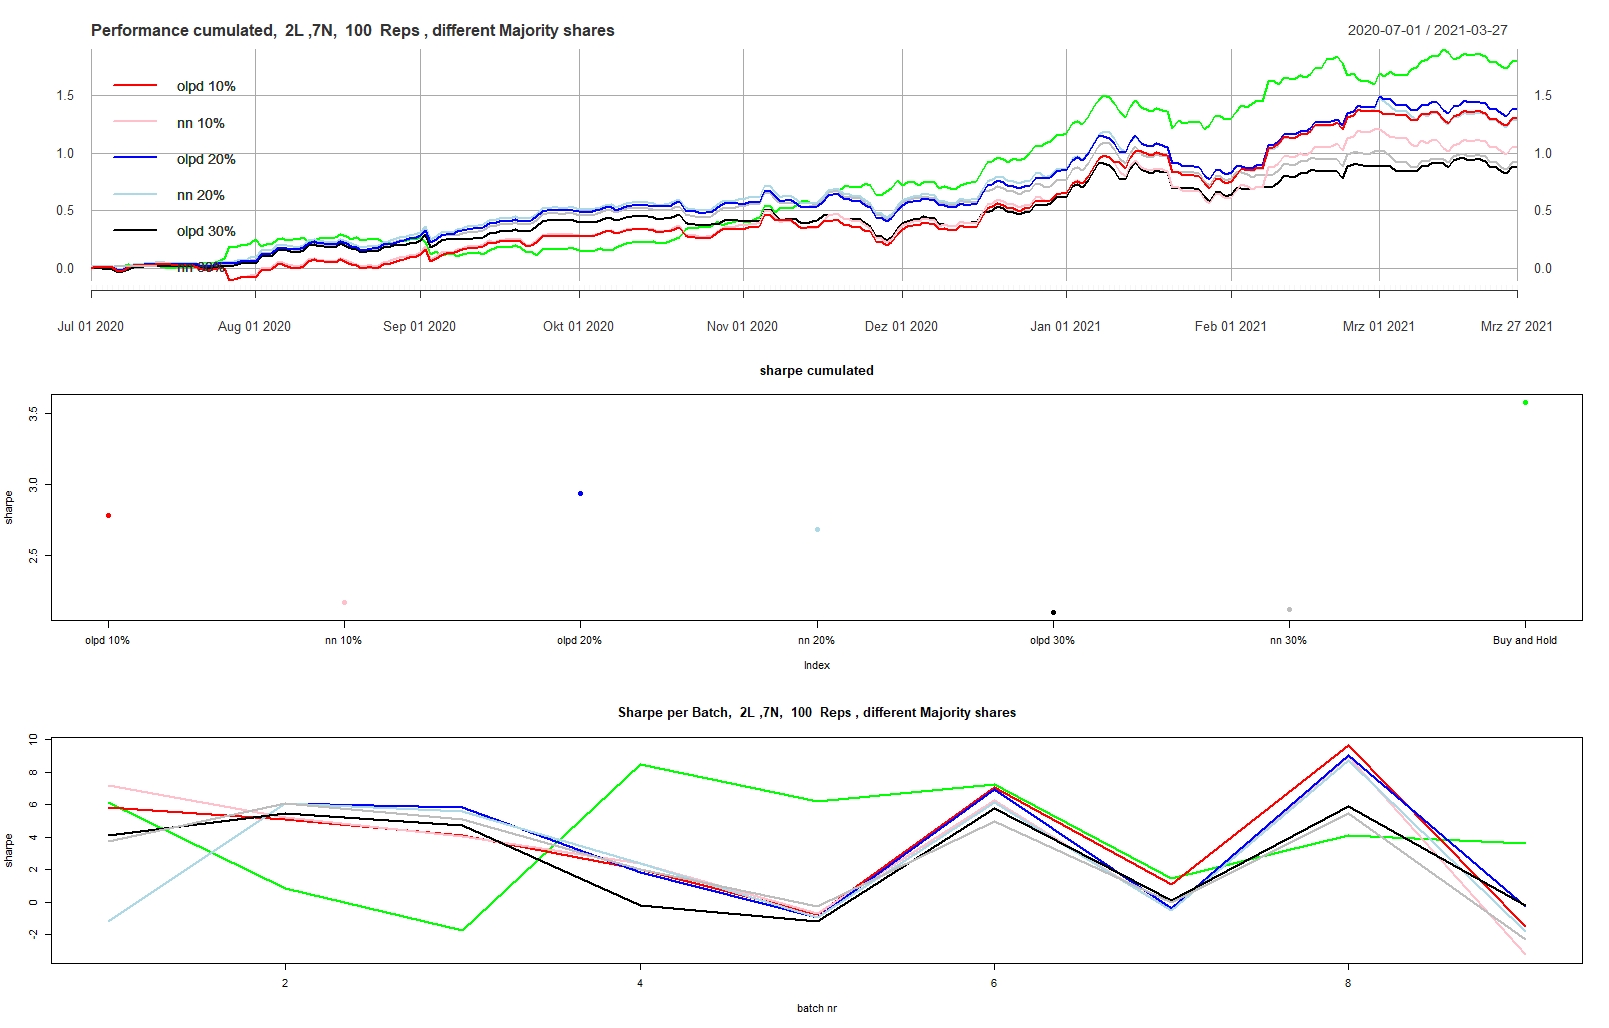 Performance cumulated,  2L ,7N,  100  Reps , different Majority shares
2020-07-01 / 2021-03-27
olpd 10%
nn 10%
olpd 20%
nn 20%
olpd 30%
nn 30%
1.5
1.0
0.5
0.0
1.5
1.0
0.5
0.0
Jul 01 2020 Aug 01 2020 Sep 01 2020 Okt 01 2020 Nov 01 2020 Dez 01 2020 Jan 01 2021 Feb 01 2021 Mrz 01 2021 Mrz 27 2021
sharpe cumulated
sharpe
3.5
3.0
2.5
olpd 10% nn 10% olpd 20% nn 20% olpd 30% nn 30% Buy and Hold
Index
Sharpe per Batch,  2L ,7N,  100  Reps , different Majority shares
sharpe
10
8
6
4
2
0
-2
2 4 6 8
batch nr